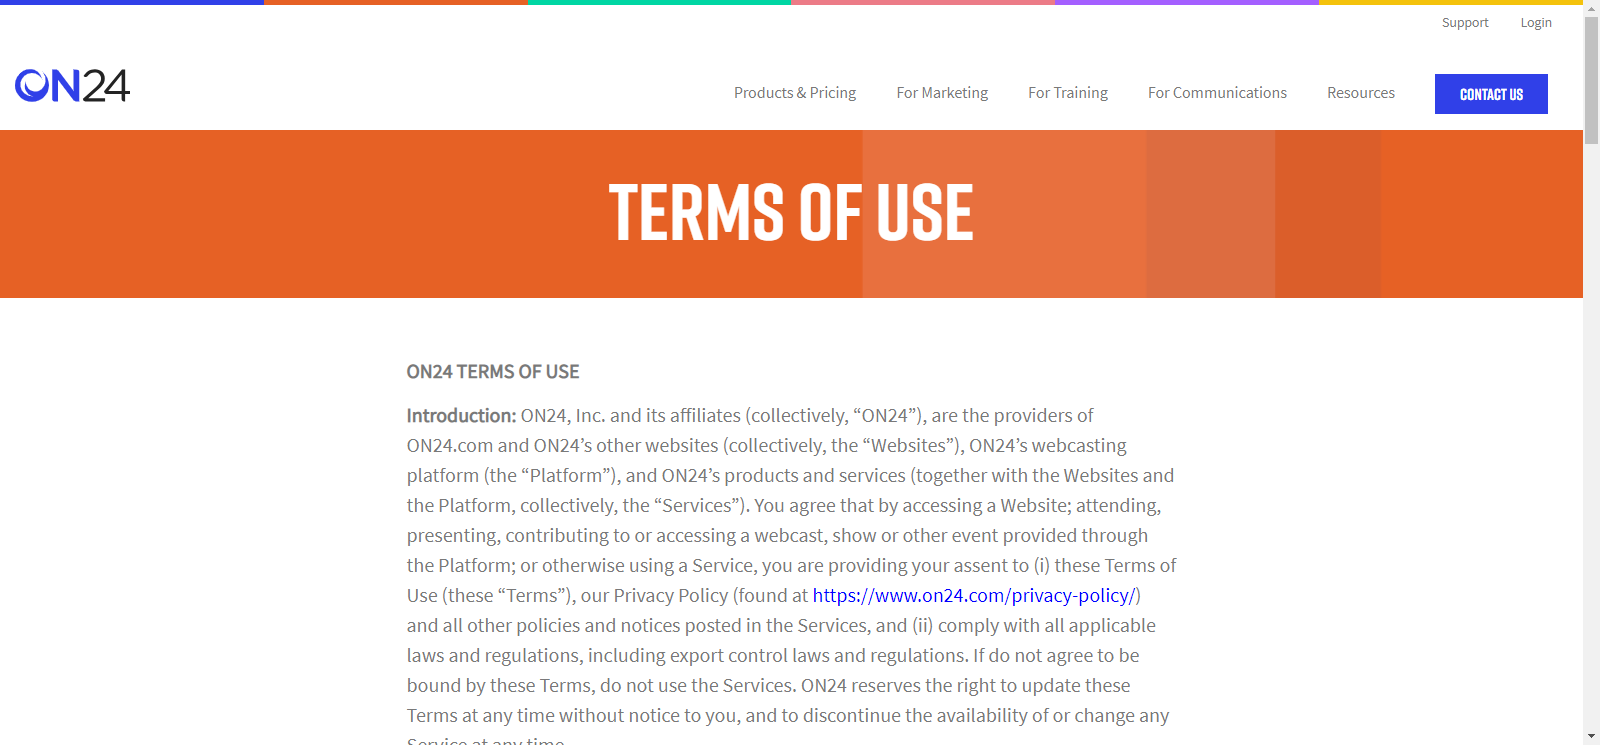 Support Login
ON24
Products & Pricing For Marketing For Training For Communications Resources CONTACT US
TERMS OF USE
ON24 TERMS OF USE
Introduction: ON24, Inc. and its affiliates (collectively, “ON24”), are the providers of
ON24.com and ON24’s other websites (collectively, the “Websites”), ON24’s webcasting
platform (the “Platform”), and ON24’s products and services (together with the Websites and
the Platform, collectively, the “Services”). You agree that by accessing a Website; attending,
presenting, contributing to or accessing a webcast, show or other event provided through
the Platform; or otherwise using a Service, you are providing your assent to (i) these Terms of
Use (these “Terms”), our Privacy Policy (found at https://www.on24.com/privacy-policy/)
and all other policies and notices posted in the Services, and (ii) comply with all applicable
laws and regulations, including export control laws and regulations. If do not agree to be
bound by these Terms, do not use the Services. ON24 reserves the right to update these
Terms at any time without notice to you, and to discontinue the availability of or change any
Service at any time.